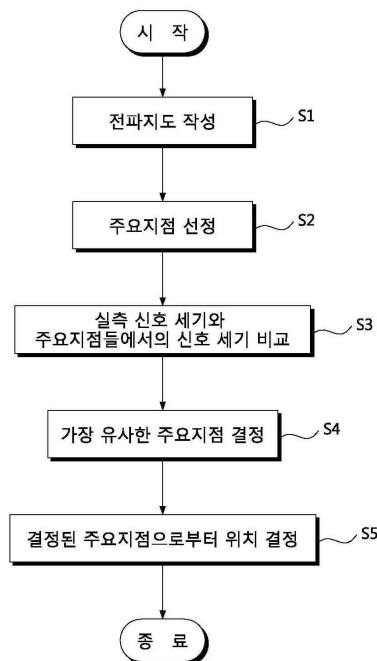 시 작
전파지도 작성
S1
주요지점 선정
S2
실측 신호 세기와
주요지점들에서의 신호 세기 비교
S3
가장 유사한 주요지점 결정
S4
결정된 주요지점으로부터 위치 결정
S5
종 료